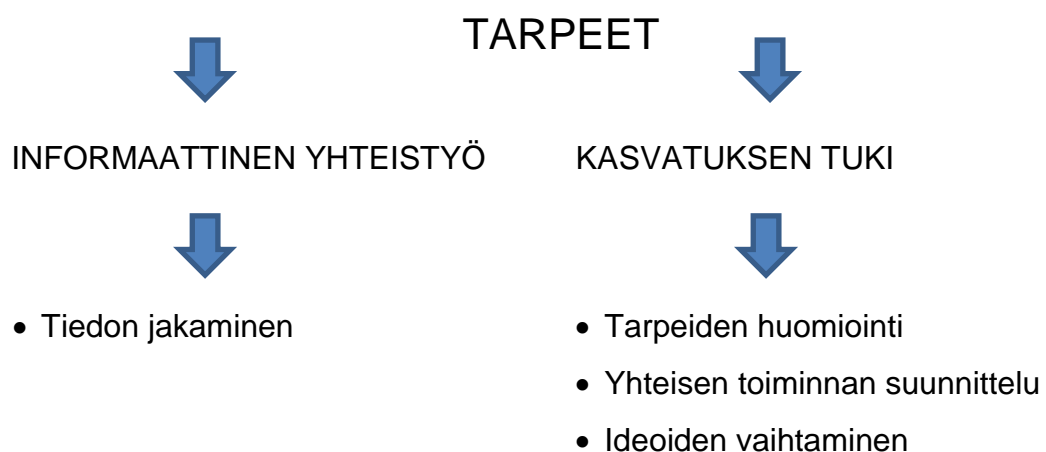 TARPEET
INFORMAATTINEN YHTEISTYÖ
KASVATUKSEN TUKI
• Tiedon jakaminen
• Tarpeiden huomiointi
• Yhteisen toiminnan suunnittelu
• Ideoiden vaihtaminen